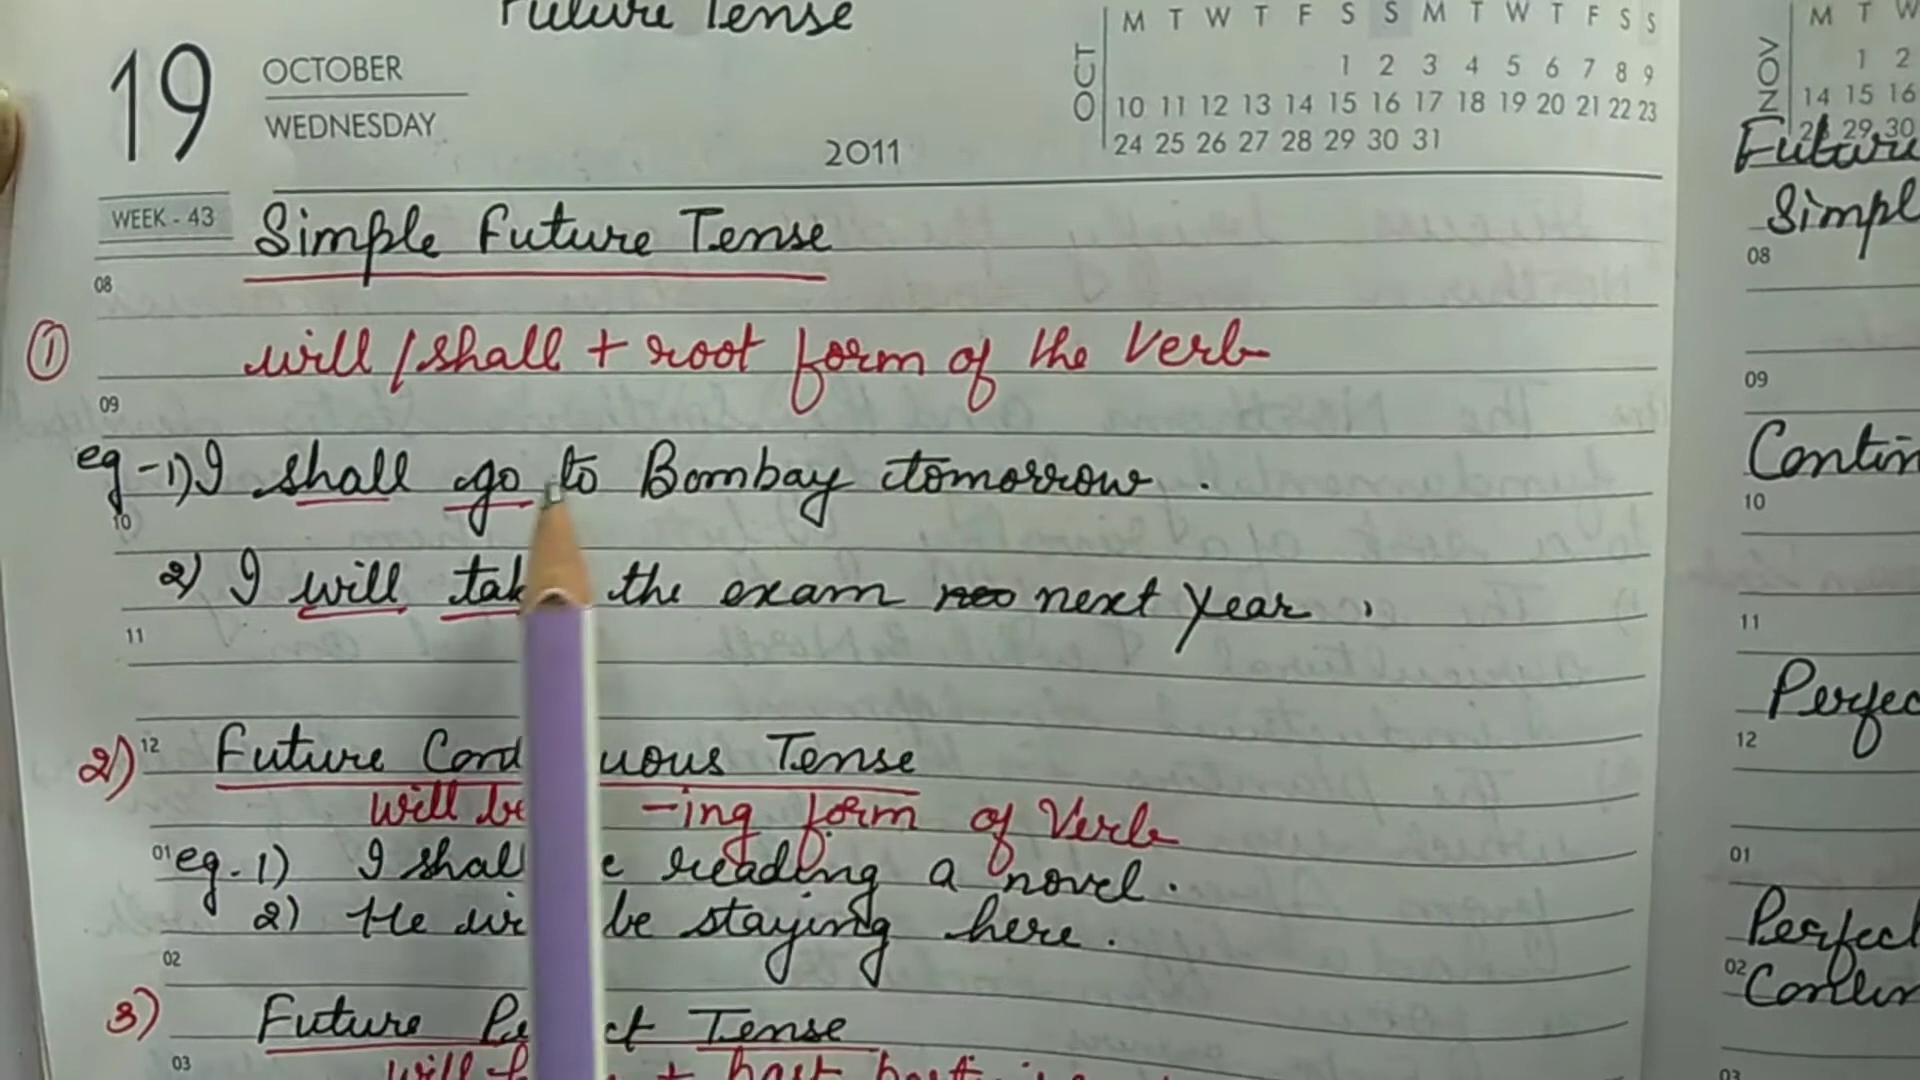 Future Tense
19 OCTOBER
WEDNESDAY
2011
OCT
M T W T F S S M T W T F S S
1 2 3 4 5 6 7 8 9
10 11 12 13 14 15 16 17 18 19 20 21 22 23
24 25 26 27 28 29 30 31
WEEK - 43
Simple Future Tense
08
① will / shall + root form of the Verb
09
eg -1) I shall go to Bombay tomorrow.
10
2) I will tak the exam next year.
11
2) 12 Future Con uous Tense
will be -ing form of Verb
01 eg. 1) I shall e reading a novel.
2) He wi be staying here.
02
3) Future Pe ct Tense
03
will + past
NOV
M T W
1 2
14 15 16
29 30
Future
Simpl
08
09
Contin
10
11
Perfec
12
01
Perfect
02
Contin
03